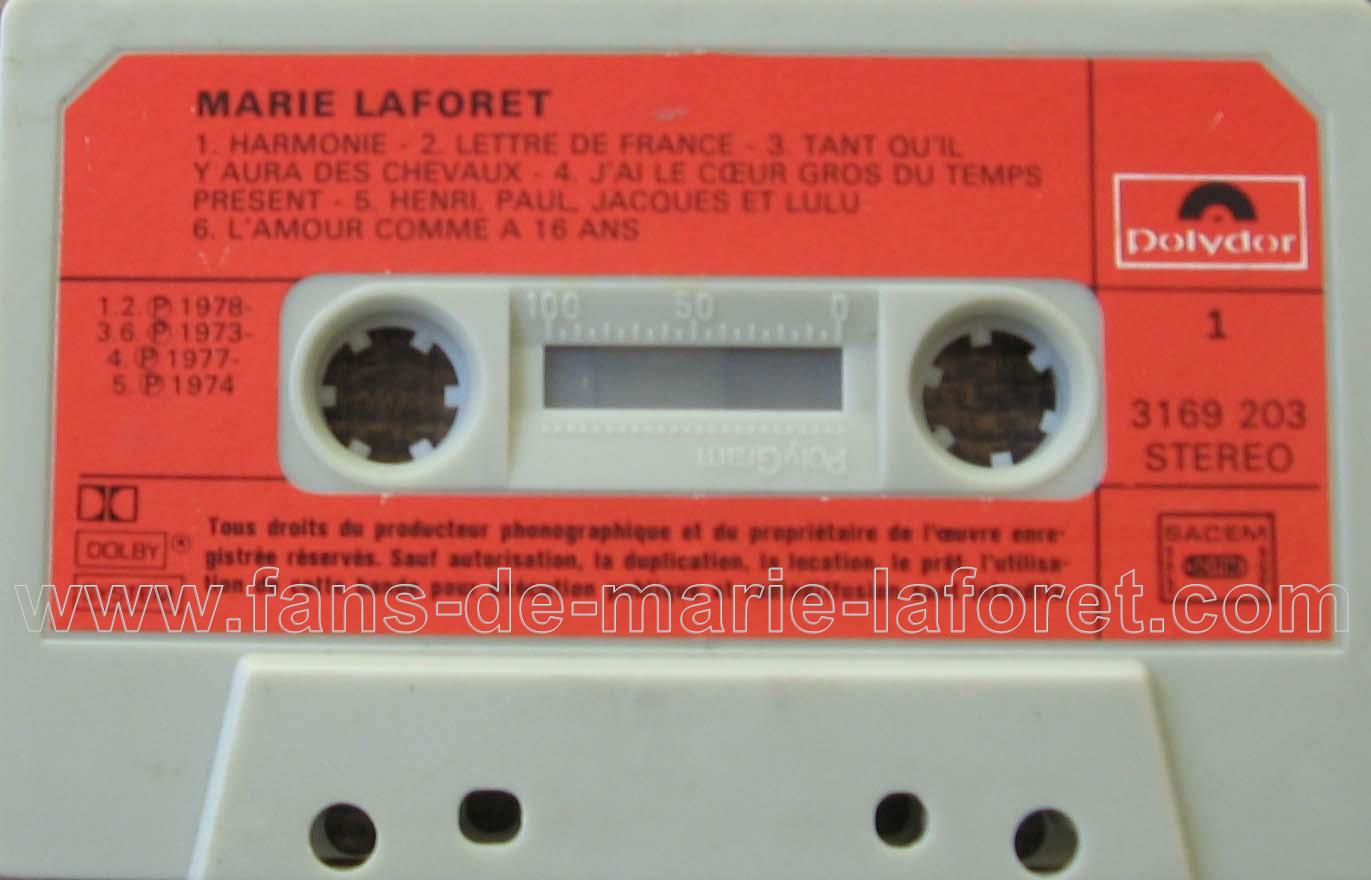 MARIE LAFORET
1. HARMONIE - 2. LETTRE DE FRANCE - 3. TANT QU'IL
Y AURA DES CHEVAUX - 4. J'AI LE CŒUR GROS DU TEMPS
PRESENT - 5. HENRI, PAUL, JACQUES ET LULU
6. L'AMOUR COMME A 16 ANS
polydor
1.2. ℗ 1978-
3.6. ℗ 1973-
4. ℗ 1977-
5. ℗ 1974
100 50 0
PolyGram
1
3169 203
STEREO
DOLBY ®
Tous droits du producteur phonographique et du propriétaire de l'œuvre enre-
gistrée réservés. Sauf autorisation, la duplication, la location, le prêt, l'utilisa-
SACEM
www.fans-de-marie-laforet.com